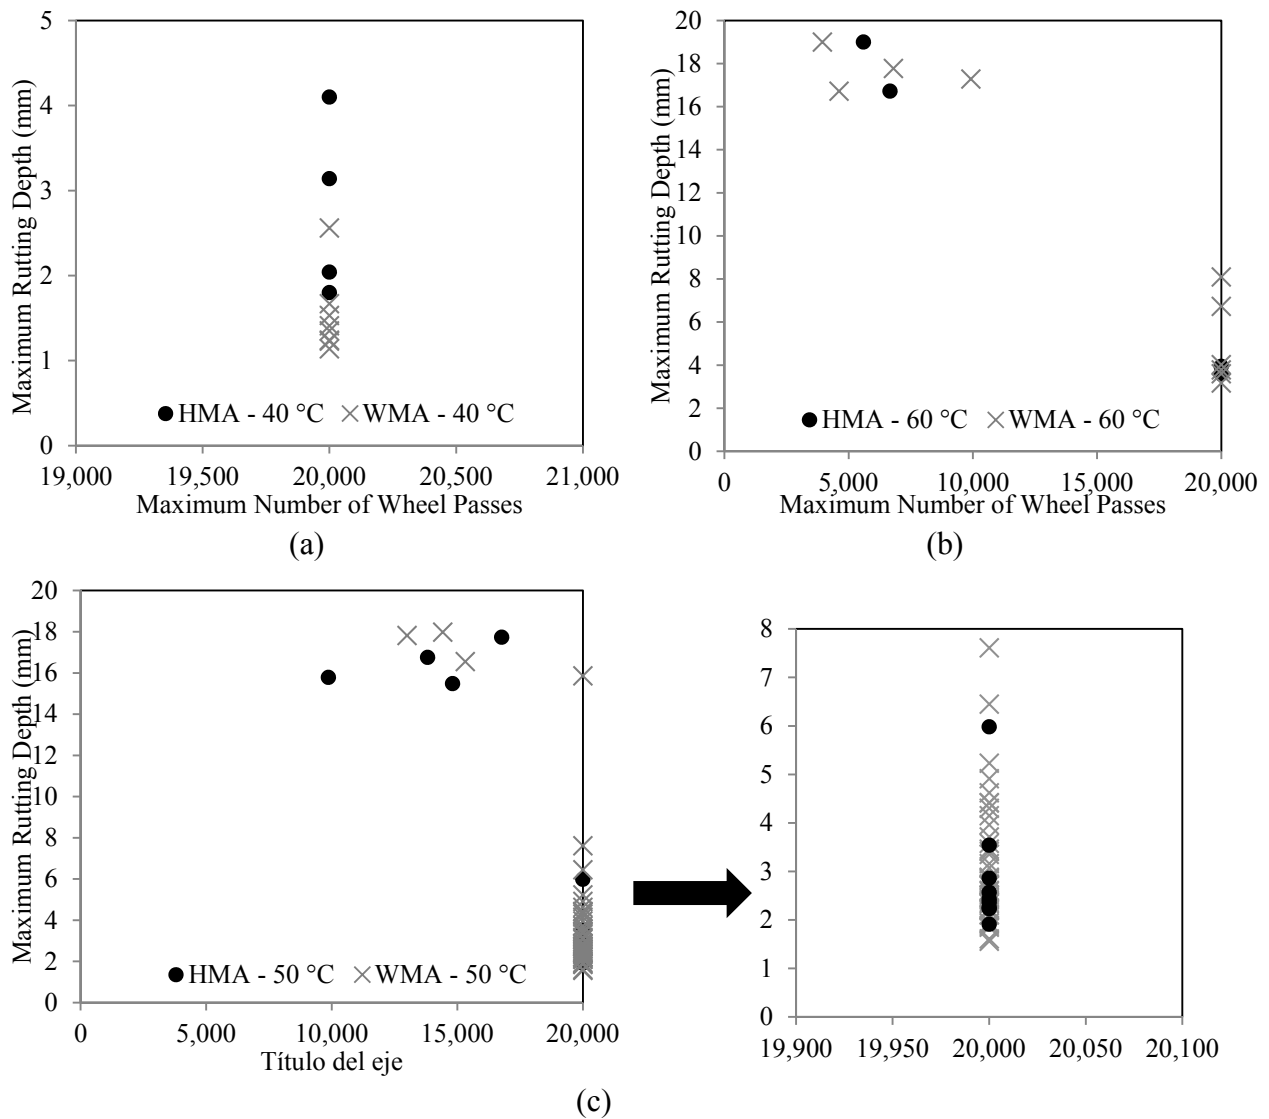 Maximum Rutting Depth (mm)
5
4
3
2
1
0
HMA - 40 °C WMA - 40 °C
19,000 19,500 20,000 20,500 21,000
Maximum Number of Wheel Passes
(a)
Maximum Rutting Depth (mm)
20
18
16
14
12
10
8
6
4
2
0
HMA - 60 °C WMA - 60 °C
0 5,000 10,000 15,000 20,000
Maximum Number of Wheel Passes
(b)
Maximum Rutting Depth (mm)
20
18
16
14
12
10
8
6
4
2
0
HMA - 50 °C WMA - 50 °C
0 5,000 10,000 15,000 20,000
Título del eje
8
7
6
5
4
3
2
1
0
19,900 19,950 20,000 20,050 20,100
(c)